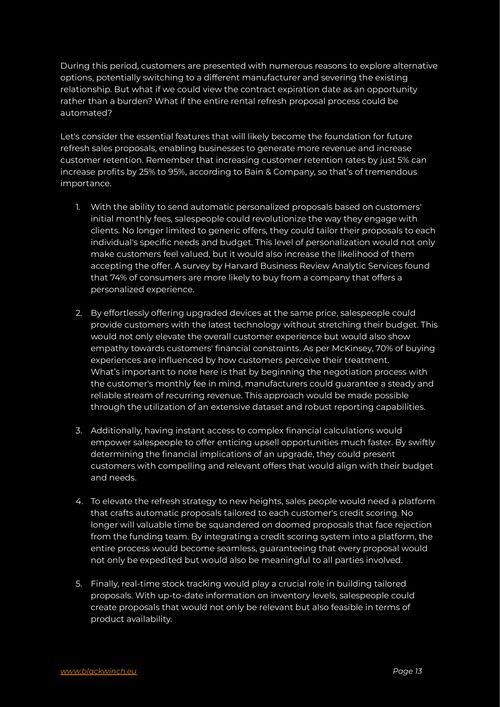 During this period, customers are presented with numerous reasons to explore alternative
options, potentially switching to a different manufacturer and severing the existing
relationship. But what if we could view the contract expiration date as an opportunity
rather than a burden? What if the entire rental refresh proposal process could be
automated?
Let's consider the essential features that will likely become the foundation for future
refresh sales proposals, enabling businesses to generate more revenue and increase
customer retention. Remember that increasing customer retention rates by just 5% can
increase profits by 25% to 95%, according to Bain & Company, so that's of tremendous
importance.
1. With the ability to send automatic personalized proposals based on customers'
initial monthly fees, salespeople could revolutionize the way they engage with
clients. No longer limited to generic offers, they could tailor their proposals to each
individual's specific needs and budget. This level of personalization would not only
make customers feel valued, but it would also increase the likelihood of them
accepting the offer. A survey by Harvard Business Review Analytic Services found
that 74% of consumers are more likely to buy from a company that offers a
personalized experience.
2. By effortlessly offering upgraded devices at the same price, salespeople could
provide customers with the latest technology without stretching their budget. This
would not only elevate the overall customer experience but would also show
empathy towards customers' financial constraints. As per McKinsey, 70% of buying
experiences are influenced by how customers perceive their treatment.
What's important to note here is that by beginning the negotiation process with
the customer's monthly fee in mind, manufacturers could guarantee a steady and
reliable stream of recurring revenue. This approach would be made possible
through the utilization of an extensive dataset and robust reporting capabilities.
3. Additionally, having instant access to complex financial calculations would
empower salespeople to offer enticing upsell opportunities much faster. By swiftly
determining the financial implications of an upgrade, they could present
customers with compelling and relevant offers that would align with their budget
and needs.
4. To elevate the refresh strategy to new heights, sales people would need a platform
that crafts automatic proposals tailored to each customer's credit scoring. No
longer will valuable time be squandered on doomed proposals that face rejection
from the funding team. By integrating a credit scoring system into a platform, the
entire process would become seamless, guaranteeing that every proposal would
not only be expedited but would also be meaningful to all parties involved.
5. Finally, real-time stock tracking would play a crucial role in building tailored
proposals. With up-to-date information on inventory levels, salespeople could
create proposals that would not only be relevant but also feasible in terms of
product availability.
www.blackwinch.eu
Page 13